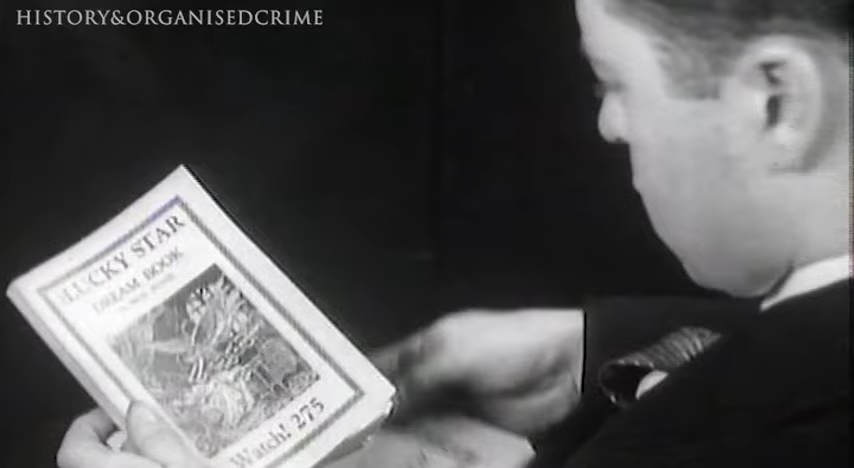 HISTORY&ORGANISEDCRIME
LUCKY STAR
DREAM BOOK
Watch! 275